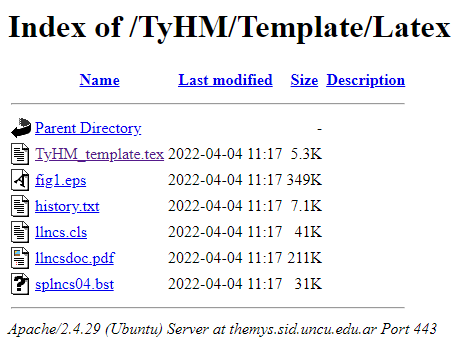 Index of /TyHM/Template/Latex
Name Last modified Size Description
Parent Directory -
TyHM_template.tex 2022-04-04 11:17 5.3K
fig1.eps 2022-04-04 11:17 349K
history.txt 2022-04-04 11:17 7.1K
llncs.cls 2022-04-04 11:17 41K
llncsdoc.pdf 2022-04-04 11:17 211K
splncs04.bst 2022-04-04 11:17 31K
Apache/2.4.29 (Ubuntu) Server at themys.sid.uncu.edu.ar Port 443